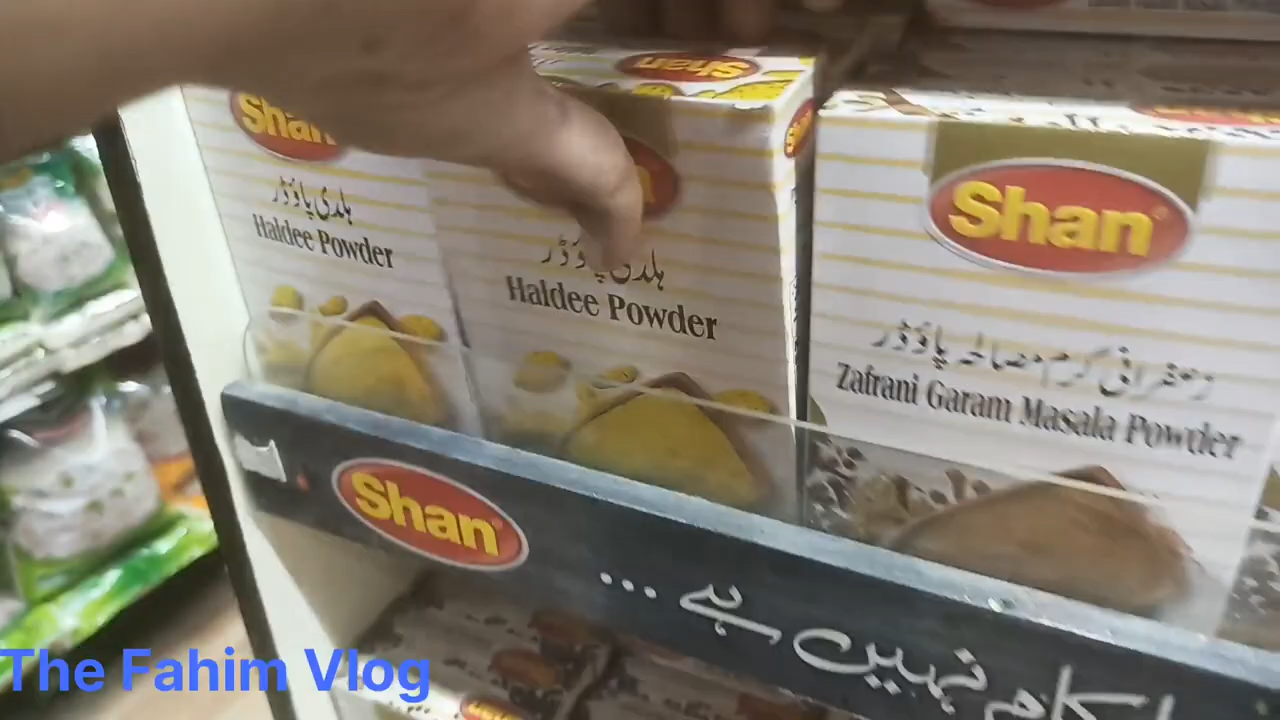 Shan
Shan
ہلدی پاؤڈر
Haldee Powder
ہلدی پاؤڈر
Haldee Powder
Shan
زعفرانی گرم مصالحہ پاؤڈر
Zafrani Garam Masala Powder
Shan
کام نہیں ہے...
The Fahim Vlog